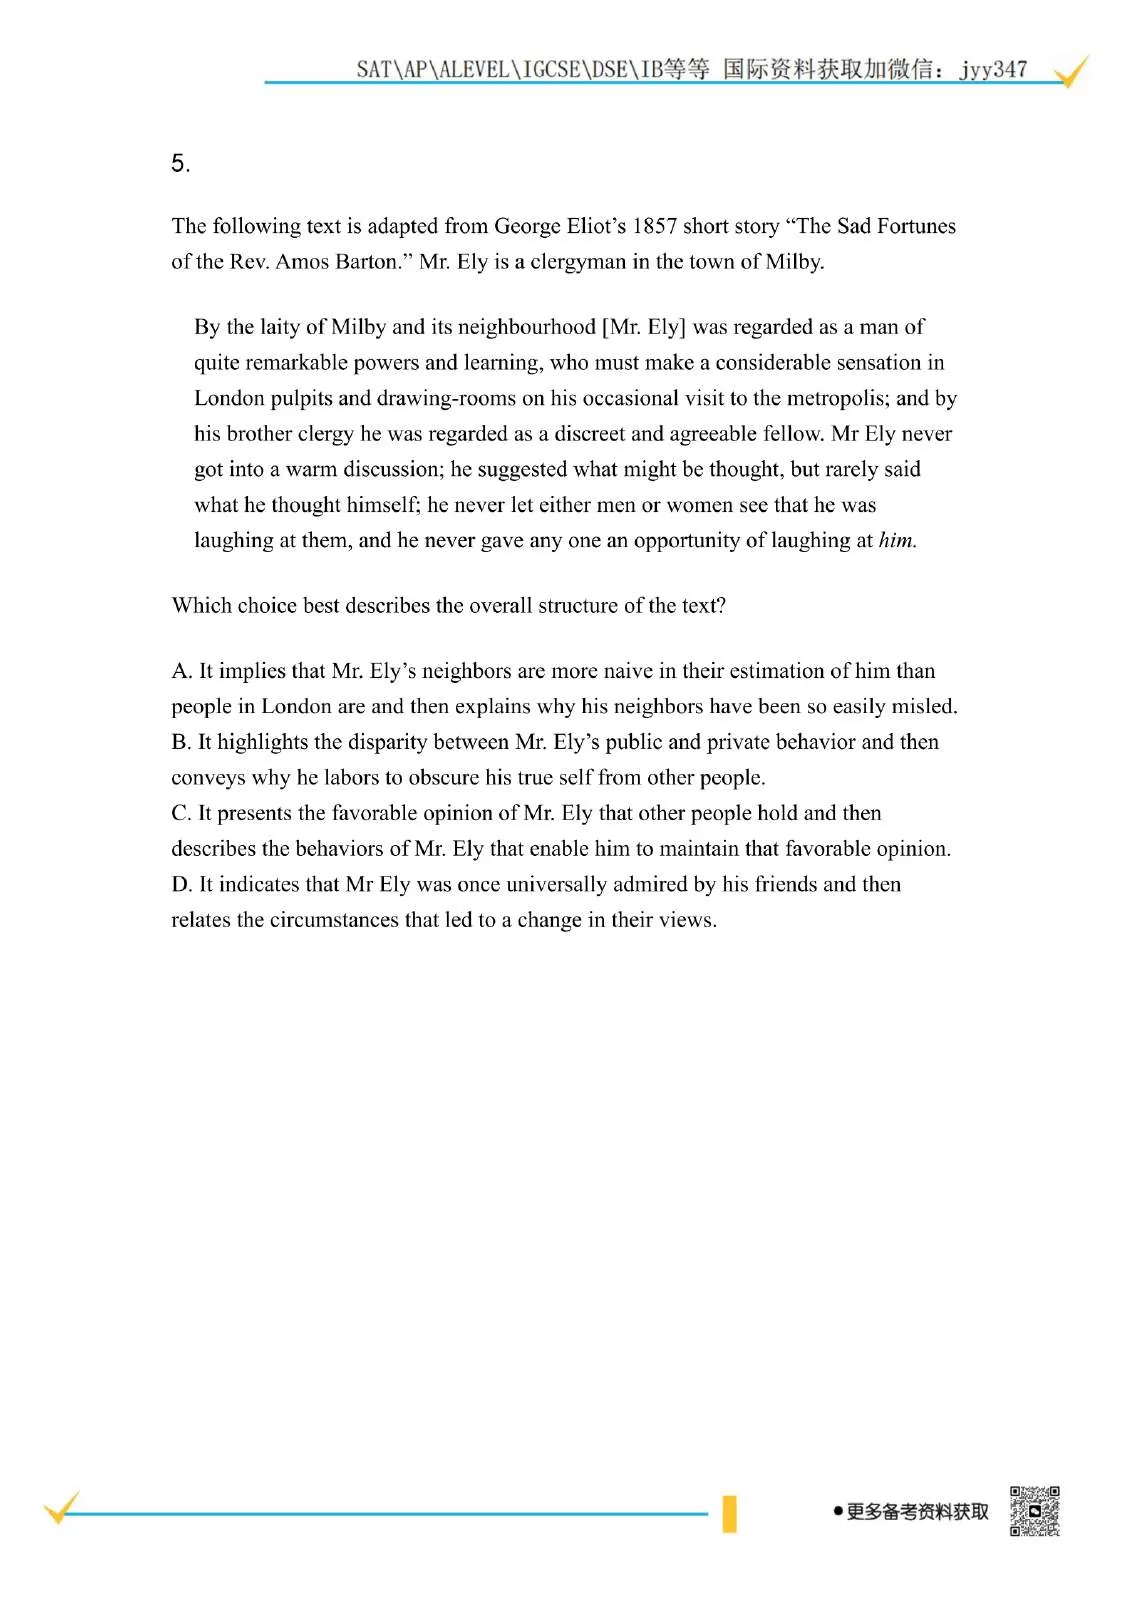 SAT\AP\ALEVEL\IGCSE\DSE\IB等等 国际资料获取加微信：jyy347
5.
The following text is adapted from George Eliot’s 1857 short story “The Sad Fortunes
of the Rev. Amos Barton.” Mr. Ely is a clergyman in the town of Milby.
By the laity of Milby and its neighbourhood [Mr. Ely] was regarded as a man of
quite remarkable powers and learning, who must make a considerable sensation in
London pulpits and drawing-rooms on his occasional visit to the metropolis; and by
his brother clergy he was regarded as a discreet and agreeable fellow. Mr Ely never
got into a warm discussion; he suggested what might be thought, but rarely said
what he thought himself; he never let either men or women see that he was
laughing at them, and he never gave any one an opportunity of laughing at him.
Which choice best describes the overall structure of the text?
A. It implies that Mr. Ely’s neighbors are more naive in their estimation of him than
people in London are and then explains why his neighbors have been so easily misled.
B. It highlights the disparity between Mr. Ely’s public and private behavior and then
conveys why he labors to obscure his true self from other people.
C. It presents the favorable opinion of Mr. Ely that other people hold and then
describes the behaviors of Mr. Ely that enable him to maintain that favorable opinion.
D. It indicates that Mr Ely was once universally admired by his friends and then
relates the circumstances that led to a change in their views.
●更多备考资料获取